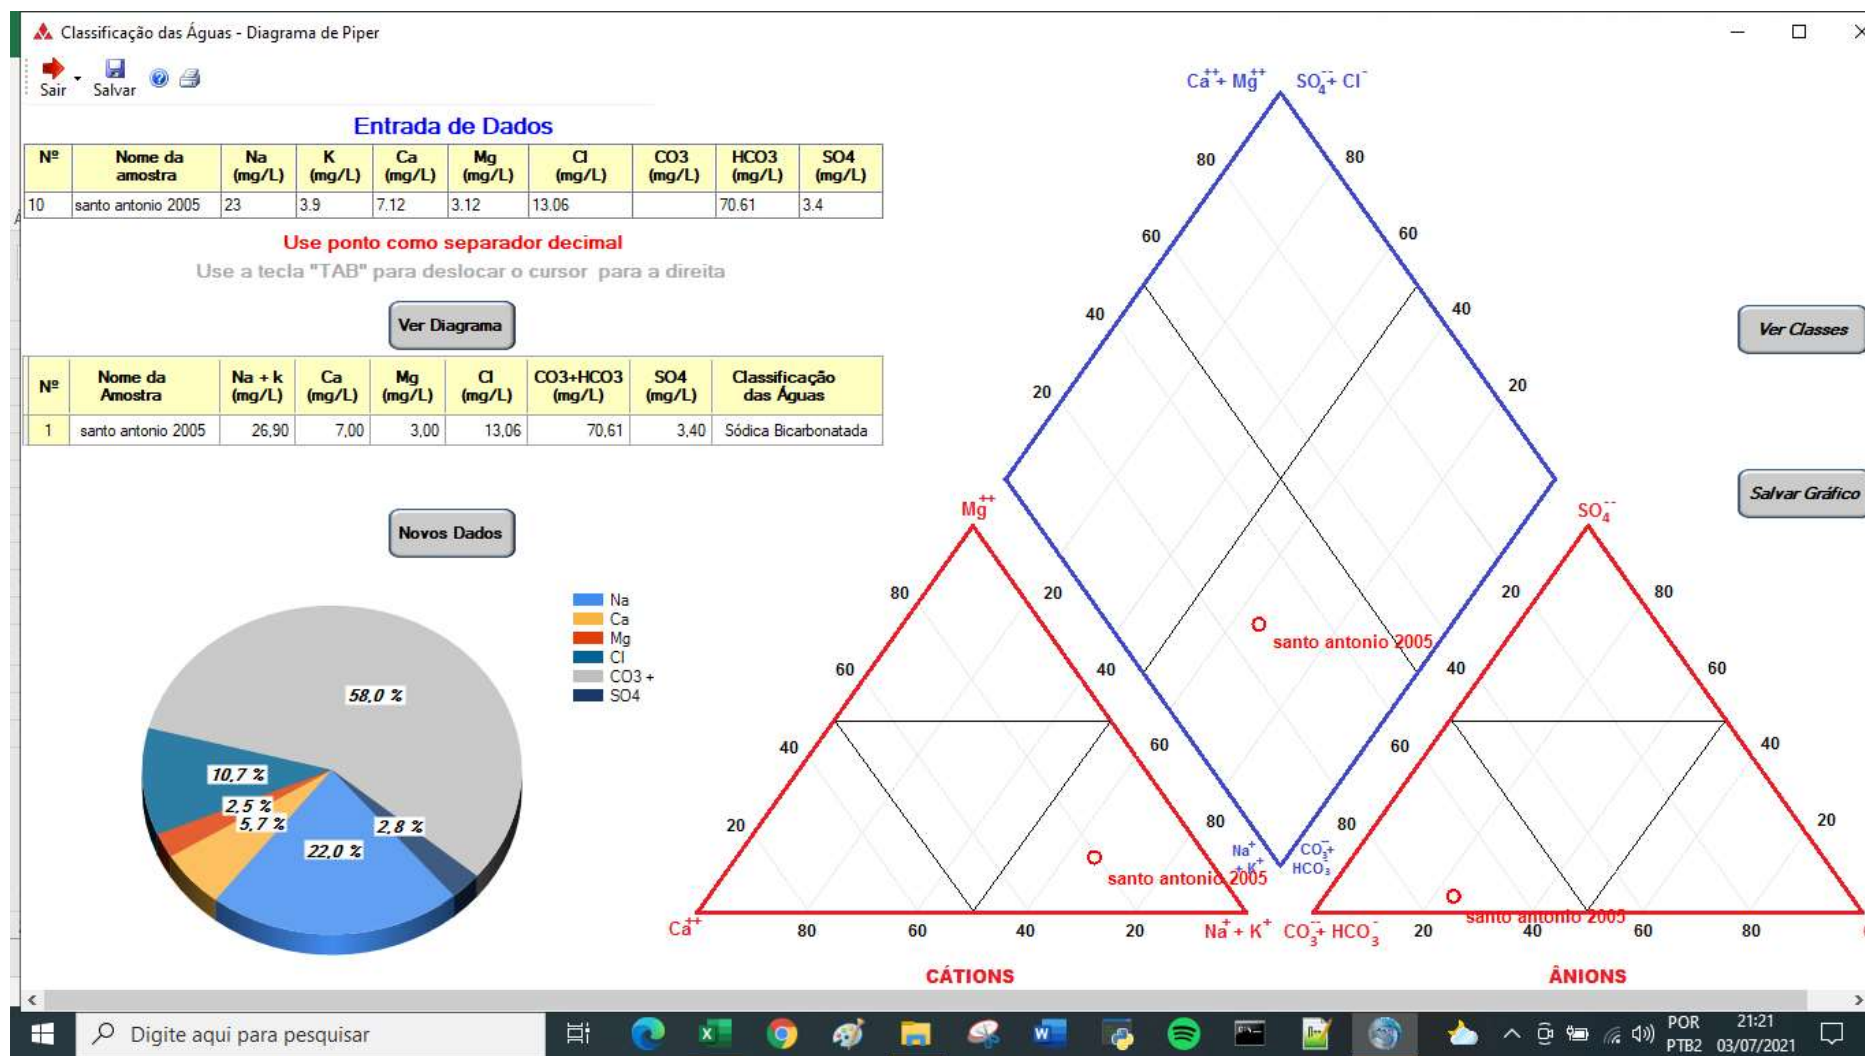 Classificação das Águas - Diagrama de Piper
Sair Salvar
Entrada de Dados
Nº Nome da amostra Na (mg/L) K (mg/L) Ca (mg/L) Mg (mg/L) Cl (mg/L) CO3 (mg/L) HCO3 (mg/L) SO4 (mg/L)
10 santo antonio 2005 23 3.9 7.12 3.12 13.06 70.61 3.4
Use ponto como separador decimal
Use a tecla "TAB" para deslocar o cursor para a direita
Ver Diagrama
Nº Nome da Amostra Na + k (mg/L) Ca (mg/L) Mg (mg/L) Cl (mg/L) CO3+HCO3 (mg/L) SO4 (mg/L) Classificação das Águas
1 santo antonio 2005 26,90 7,00 3,00 13,06 70,61 3,40 Sódica Bicarbonatada
Novos Dados
Na
Ca
Mg
Cl
CO3 +
SO4
58,0 %
10,7 %
2,5 %
5,7 %
2,8 %
22,0 %
Ca++ + Mg++ SO4-- + Cl-
80 80
60 60
40 40
20 20
santo antonio 2005
Na+ + K+ CO3-- + HCO3-
Mg++
80 20
60 40
40 60
20 80
santo antonio 2005
Ca++ 80 60 40 20 Na+ + K+
CÁTIONS
SO4--
20 80
40 60
60 40
80 20
santo antonio 2005
CO3-- + HCO3- 20 40 60 80
ÂNIONS
Ver Classes
Salvar Gráfico
Digite aqui para pesquisar
POR
PTB2
21:21
03/07/2021